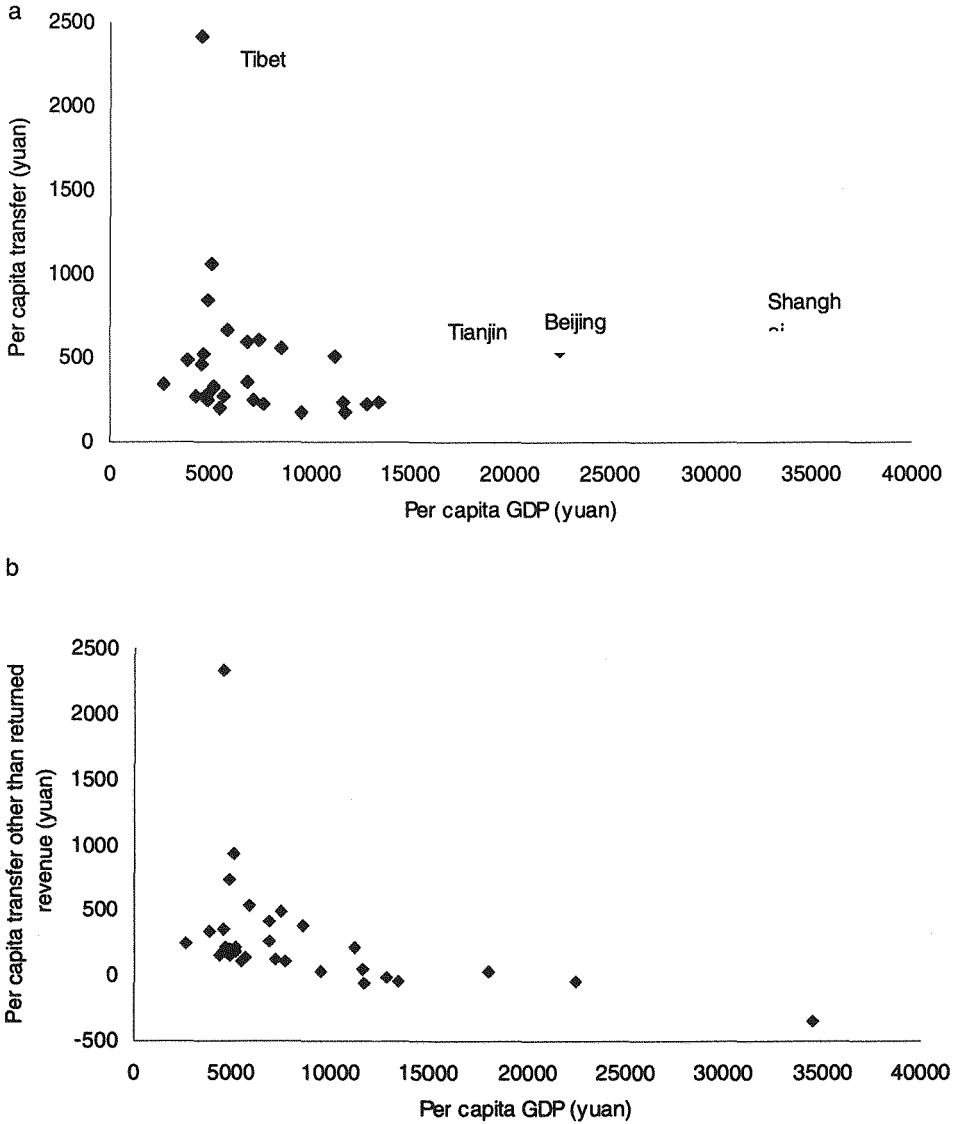 a
2500
Tibet
2000
1500
1000
Shangh
Tianjin
Beijing
500
0
0 5000 10000 15000 20000 25000 30000 35000 40000
Per capita GDP (yuan)
Per capita transfer (yuan)
b
2500
2000
1500
1000
500
0
-500
0 5000 10000 15000 20000 25000 30000 35000 40000
Per capita GDP (yuan)
Per capita transfer other than returned
revenue (yuan)